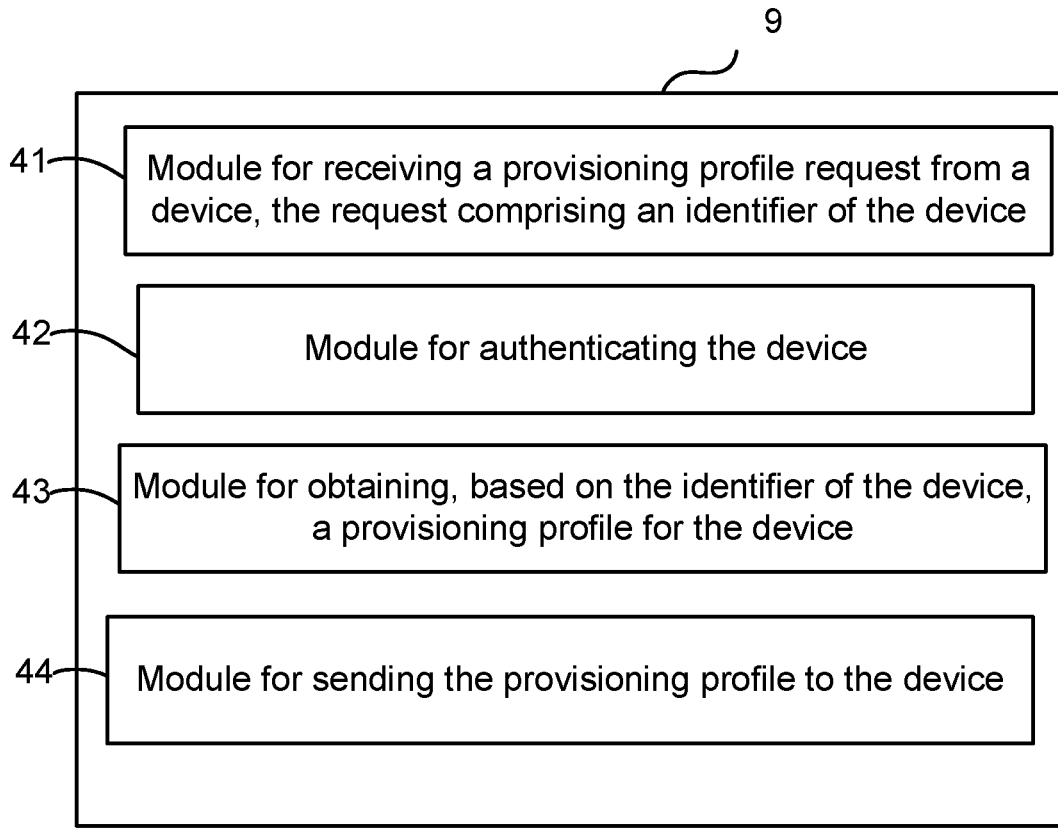 9
41
Module for receiving a provisioning profile request from a
device, the request comprising an identifier of the device
42
Module for authenticating the device
43
Module for obtaining, based on the identifier of the device,
a provisioning profile for the device
44
Module for sending the provisioning profile to the device